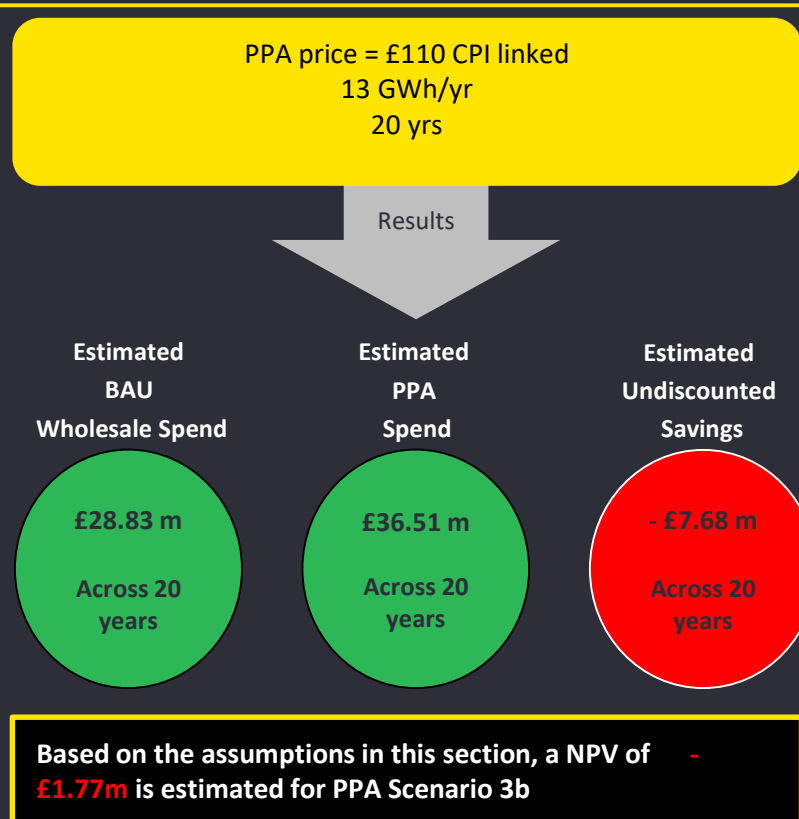 PPA price = £110 CPI linked
13 GWh/yr
20 yrs
Results
Estimated
BAU
Wholesale Spend
£28.83 m
Across 20
years
Estimated
PPA
Spend
£36.51 m
Across 20
years
Estimated
Undiscounted
Savings
- £7.68 m
Across 20
years
Based on the assumptions in this section, a NPV of -
£1.77m is estimated for PPA Scenario 3b